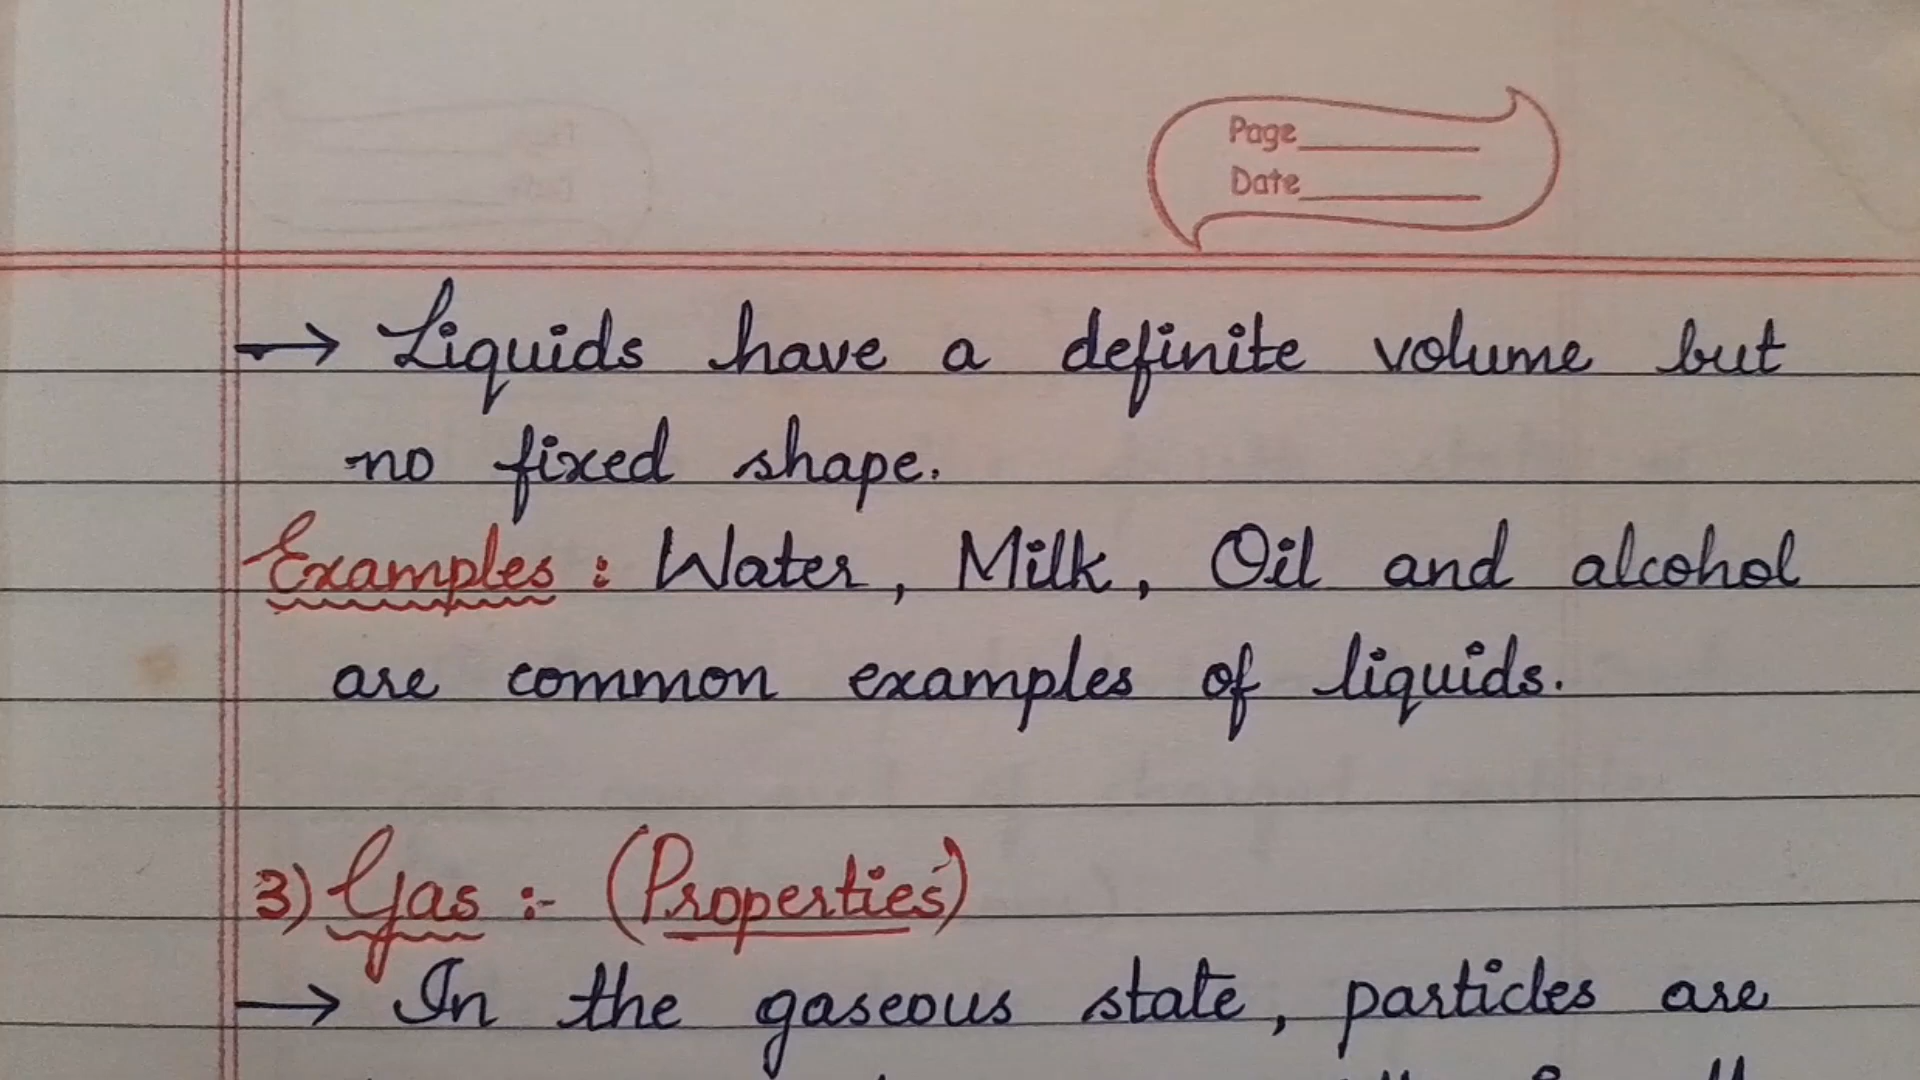 Page
Date
→ Liquids have a definite volume but
no fixed shape.
Examples : Water, Milk, Oil and alcohol
are common examples of liquids.
3) Gas :- (Properties)
→ In the gaseous state, particles are